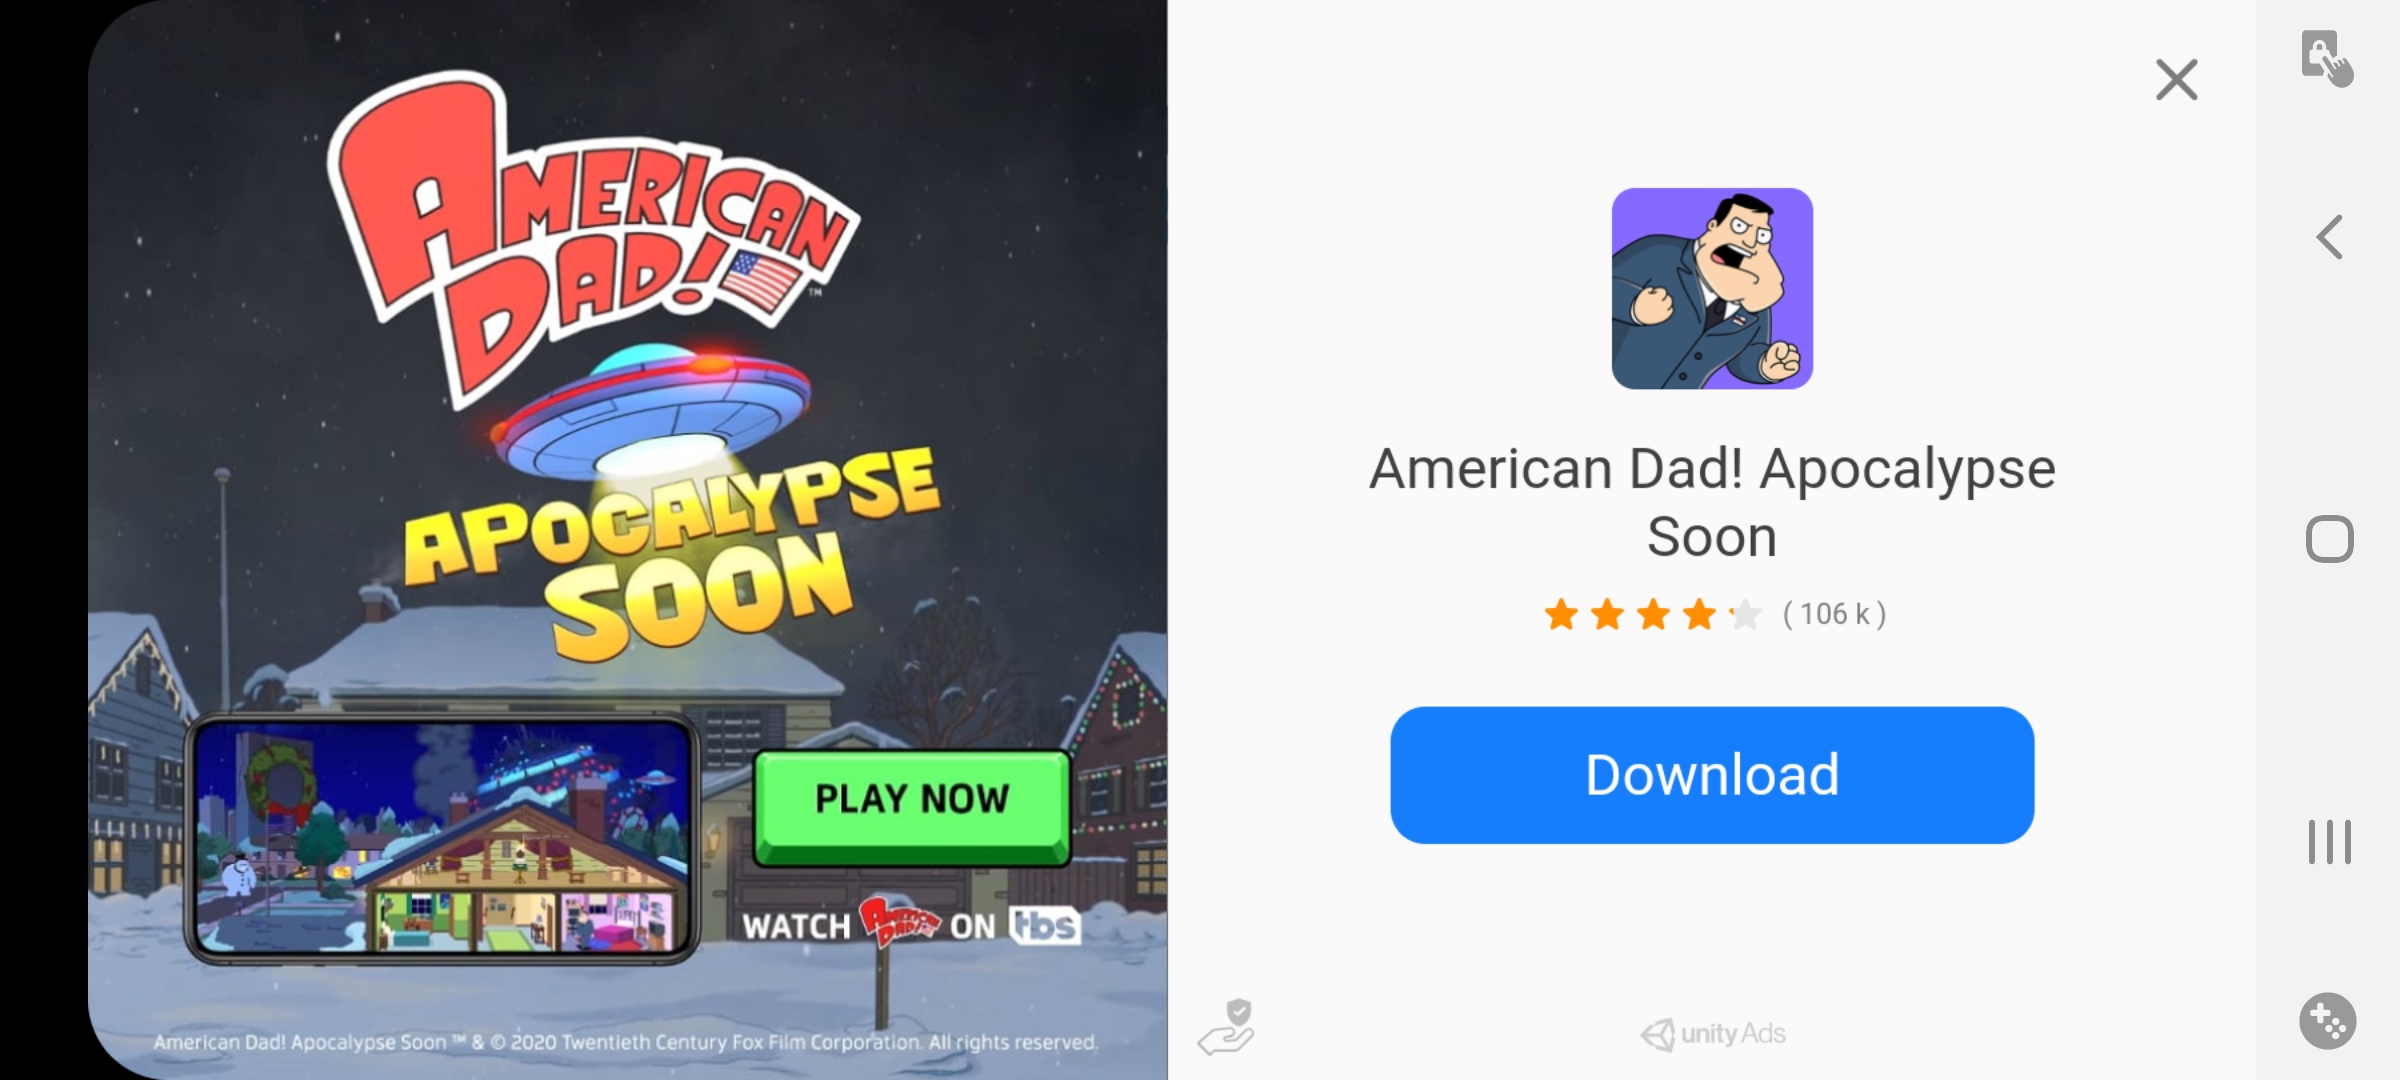 AMERICAN
DAD!
™
APOCALYPSE
SOON
PLAY NOW
WATCH AMERICAN DAD! ON tbs
American Dad! Apocalypse Soon ™ & © 2020 Twentieth Century Fox Film Corporation. All rights reserved.
American Dad! Apocalypse
Soon
( 106 k )
Download
unity Ads